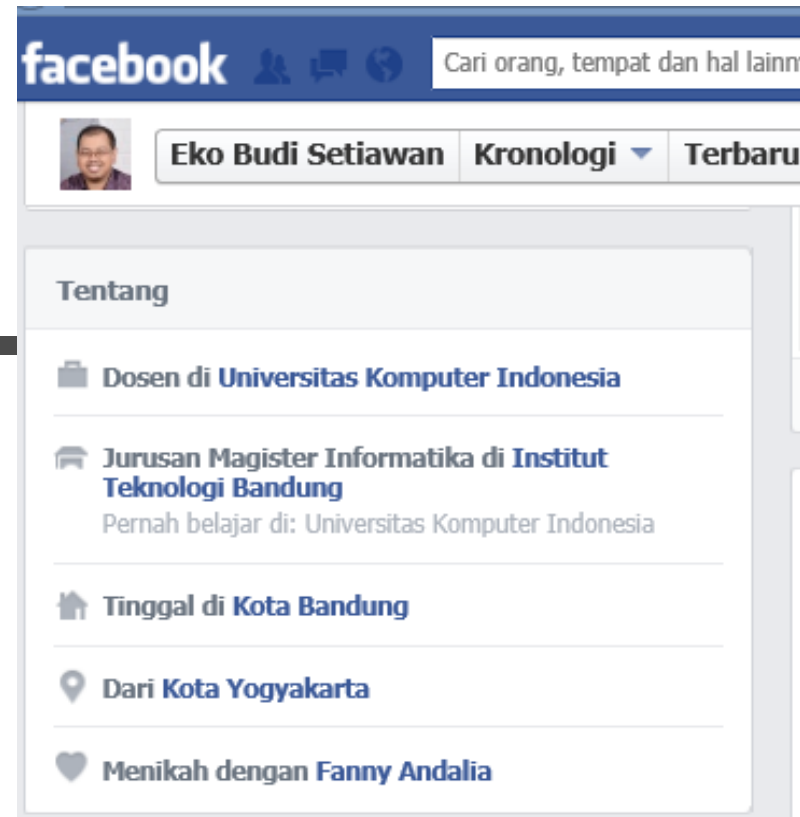 facebook Cari orang, tempat dan hal lainn
Eko Budi Setiawan Kronologi Terbaru
Tentang
Dosen di Universitas Komputer Indonesia
Jurusan Magister Informatika di Institut
Teknologi Bandung
Pernah belajar di: Universitas Komputer Indonesia
Tinggal di Kota Bandung
Dari Kota Yogyakarta
Menikah dengan Fanny Andalia